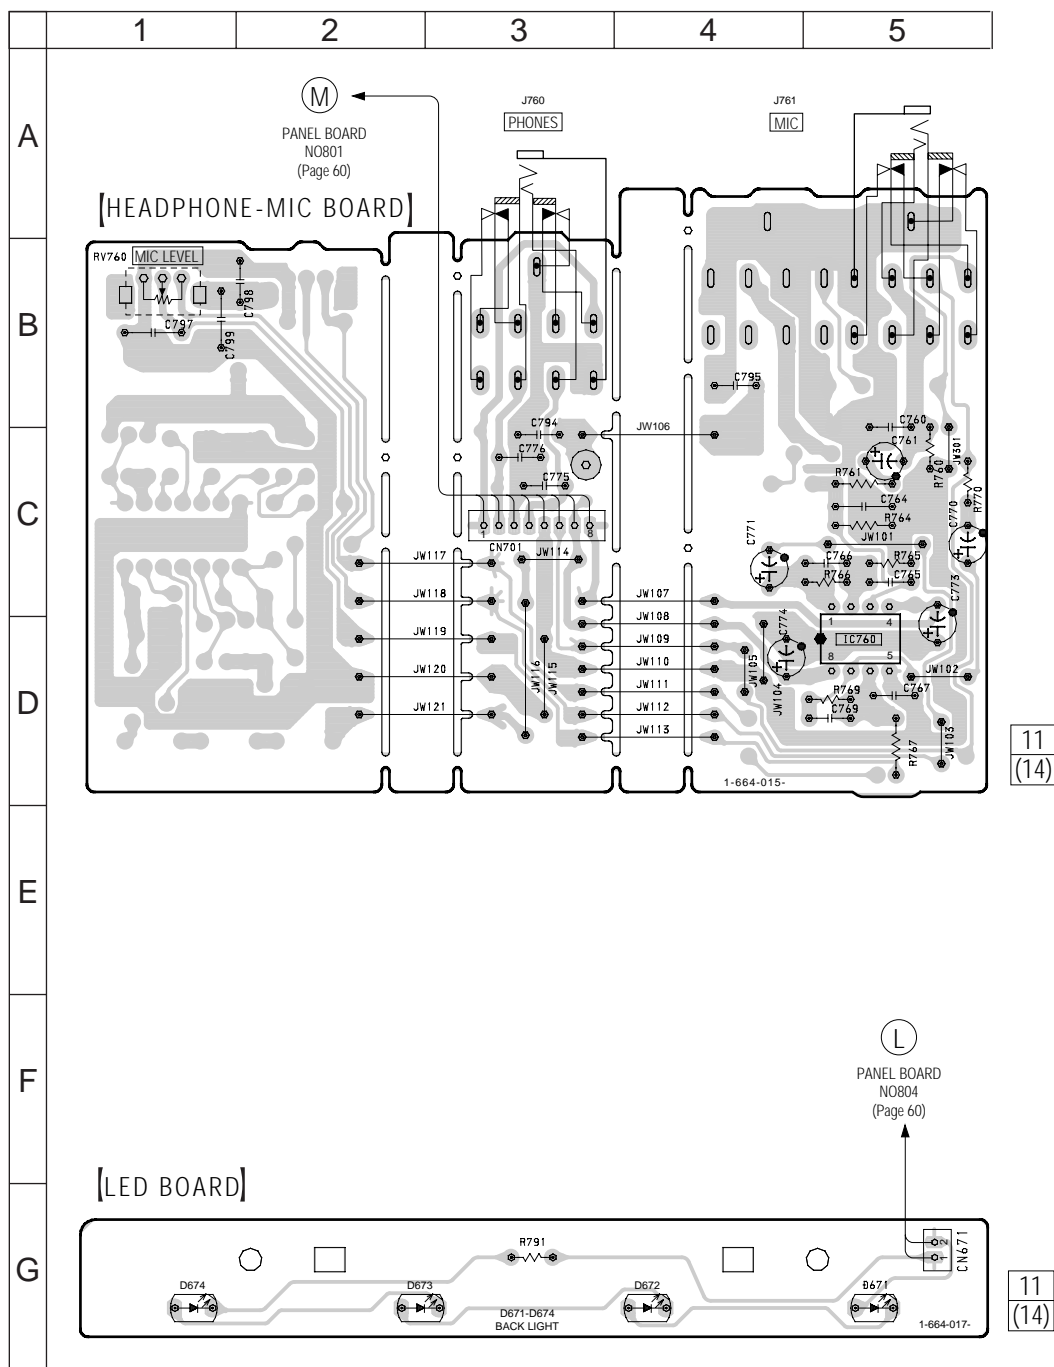 1 2 3 4 5
A
M
PANEL BOARD
NO801
(Page 60)
J760
PHONES
J761
MIC
[HEADPHONE-MIC BOARD]
B
RV760 MIC LEVEL
C798
C797
C799
C795
C794
JW106
C760
C761
C776
R760
JW301
C
C775
R761
R770
C764
C770
R764
1 8
CN701
JW114
C771
JW101
JW117
C766
R765
R766
C765
C773
JW118
JW107
JW108
C774
1 4
IC760
8 5
JW119
JW109
JW105
JW116
JW115
JW110
JW120
JW102
D
JW111
JW104
R769
C767
JW121
JW112
C769
JW113
R767
JW103
1-664-015-
11
(14)
E
F
L
PANEL BOARD
NO804
(Page 60)
[LED BOARD]
G
R791
2
1
CN671
D674
D673
D672
D671
D671-D674
BACK LIGHT
1-664-017-
11
(14)